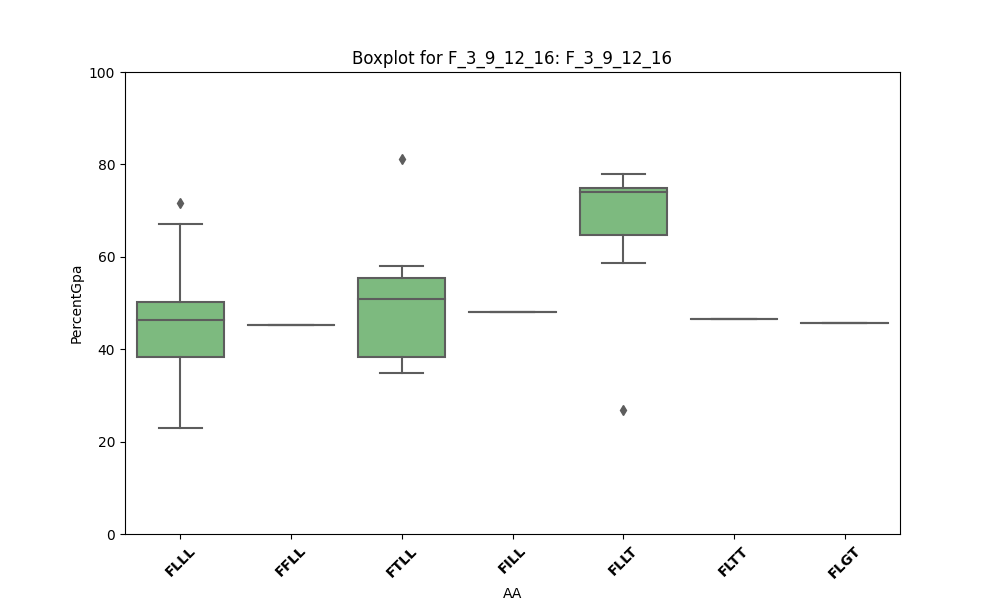 Boxplot for F_3_9_12_16: F_3_9_12_16
100
80
60
40
20
0
PercentGpa
FLLL
FFLL
FTLL
FILL
FLLT
FLTT
FLGT
AA